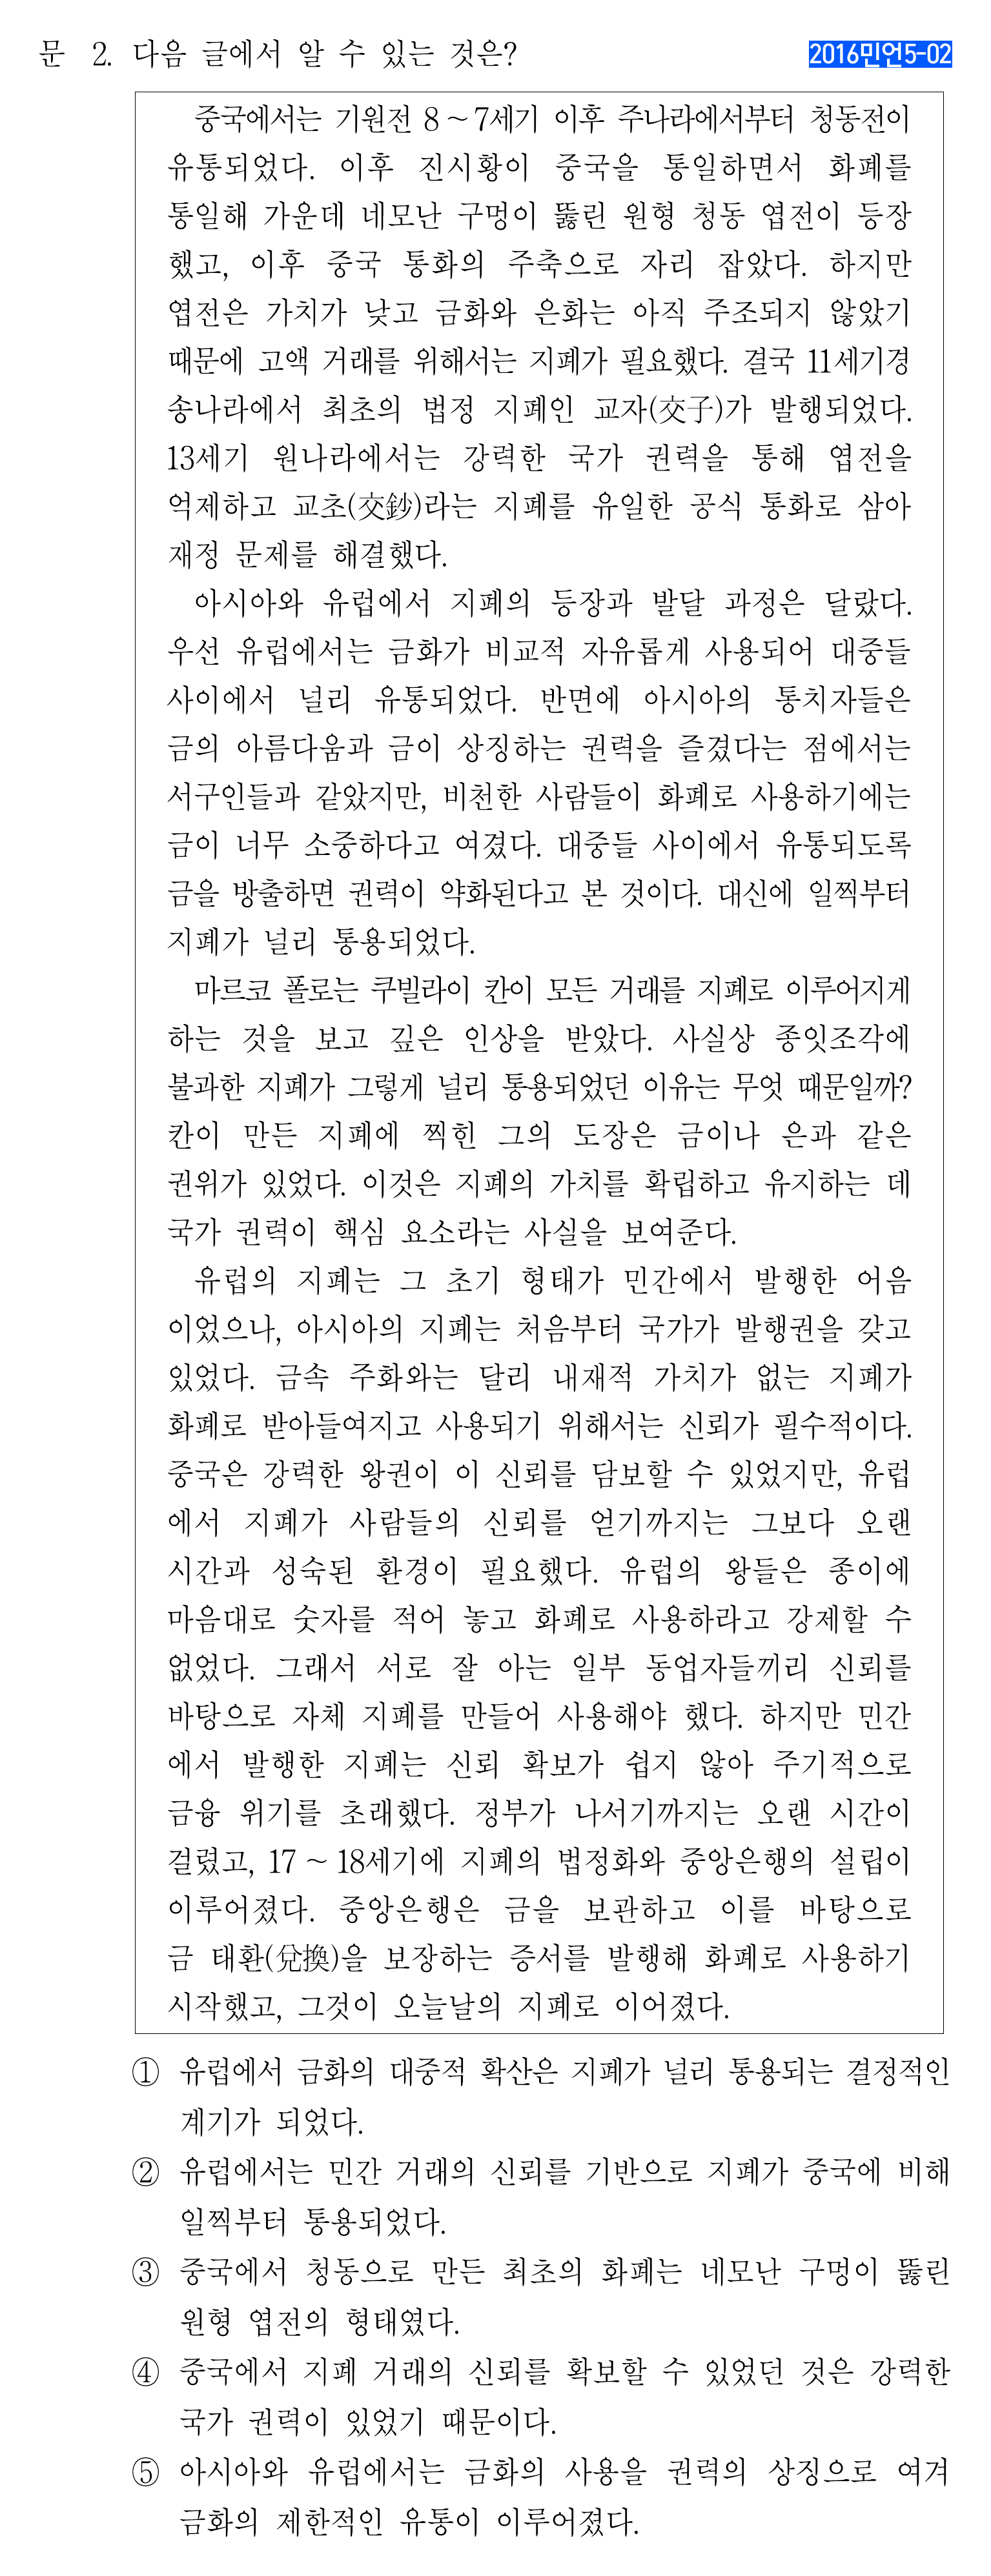 문 2. 다음 글에서 알 수 있는 것은?
2016민언5-02
중국에서는 기원전 8 ~ 7세기 이후 주나라에서부터 청동전이
유통되었다. 이후 진시황이 중국을 통일하면서 화폐를
통일해 가운데 네모난 구멍이 뚫린 원형 청동 엽전이 등장
했고, 이후 중국 통화의 주축으로 자리 잡았다. 하지만
엽전은 가치가 낮고 금화와 은화는 아직 주조되지 않았기
때문에 고액 거래를 위해서는 지폐가 필요했다. 결국 11세기경
송나라에서 최초의 법정 지폐인 교자(交子)가 발행되었다.
13세기 원나라에서는 강력한 국가 권력을 통해 엽전을
억제하고 교초(交鈔)라는 지폐를 유일한 공식 통화로 삼아
재정 문제를 해결했다.
아시아와 유럽에서 지폐의 등장과 발달 과정은 달랐다.
우선 유럽에서는 금화가 비교적 자유롭게 사용되어 대중들
사이에서 널리 유통되었다. 반면에 아시아의 통치자들은
금의 아름다움과 금이 상징하는 권력을 즐겼다는 점에서는
서구인들과 같았지만, 비천한 사람들이 화폐로 사용하기에는
금이 너무 소중하다고 여겼다. 대중들 사이에서 유통되도록
금을 방출하면 권력이 약화된다고 본 것이다. 대신에 일찍부터
지폐가 널리 통용되었다.
마르코 폴로는 쿠빌라이 칸이 모든 거래를 지폐로 이루어지게
하는 것을 보고 깊은 인상을 받았다. 사실상 종잇조각에
불과한 지폐가 그렇게 널리 통용되었던 이유는 무엇 때문일까?
칸이 만든 지폐에 찍힌 그의 도장은 금이나 은과 같은
권위가 있었다. 이것은 지폐의 가치를 확립하고 유지하는 데
국가 권력이 핵심 요소라는 사실을 보여준다.
유럽의 지폐는 그 초기 형태가 민간에서 발행한 어음
이었으나, 아시아의 지폐는 처음부터 국가가 발행권을 갖고
있었다. 금속 주화와는 달리 내재적 가치가 없는 지폐가
화폐로 받아들여지고 사용되기 위해서는 신뢰가 필수적이다.
중국은 강력한 왕권이 이 신뢰를 담보할 수 있었지만, 유럽
에서 지폐가 사람들의 신뢰를 얻기까지는 그보다 오랜
시간과 성숙된 환경이 필요했다. 유럽의 왕들은 종이에
마음대로 숫자를 적어 놓고 화폐로 사용하라고 강제할 수
없었다. 그래서 서로 잘 아는 일부 동업자들끼리 신뢰를
바탕으로 자체 지폐를 만들어 사용해야 했다. 하지만 민간
에서 발행한 지폐는 신뢰 확보가 쉽지 않아 주기적으로
금융 위기를 초래했다. 정부가 나서기까지는 오랜 시간이
걸렸고, 17 ~ 18세기에 지폐의 법정화와 중앙은행의 설립이
이루어졌다. 중앙은행은 금을 보관하고 이를 바탕으로
금 태환(兌換)을 보장하는 증서를 발행해 화폐로 사용하기
시작했고, 그것이 오늘날의 지폐로 이어졌다.
① 유럽에서 금화의 대중적 확산은 지폐가 널리 통용되는 결정적인
계기가 되었다.
② 유럽에서는 민간 거래의 신뢰를 기반으로 지폐가 중국에 비해
일찍부터 통용되었다.
③ 중국에서 청동으로 만든 최초의 화폐는 네모난 구멍이 뚫린
원형 엽전의 형태였다.
④ 중국에서 지폐 거래의 신뢰를 확보할 수 있었던 것은 강력한
국가 권력이 있었기 때문이다.
⑤ 아시아와 유럽에서는 금화의 사용을 권력의 상징으로 여겨
금화의 제한적인 유통이 이루어졌다.